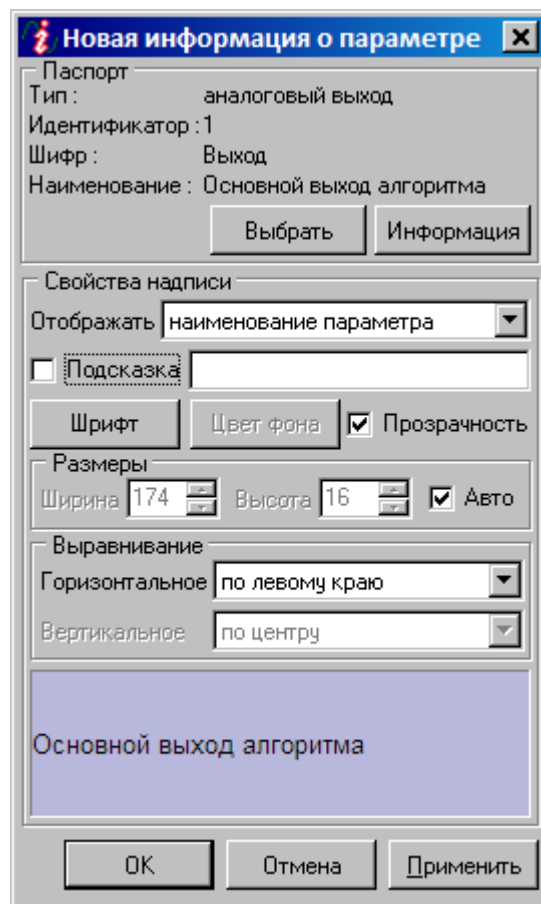 Новая информация о параметре
Паспорт
Тип : аналоговый выход
Идентификатор : 1
Шифр : Выход
Наименование : Основной выход алгоритма
Выбрать Информация
Свойства надписи
Отображать наименование параметра
Подсказка
Шрифт Цвет фона Прозрачность
Размеры
Ширина 174 Высота 16 Авто
Выравнивание
Горизонтальное по левому краю
Вертикальное по центру
Основной выход алгоритма
OK Отмена Применить